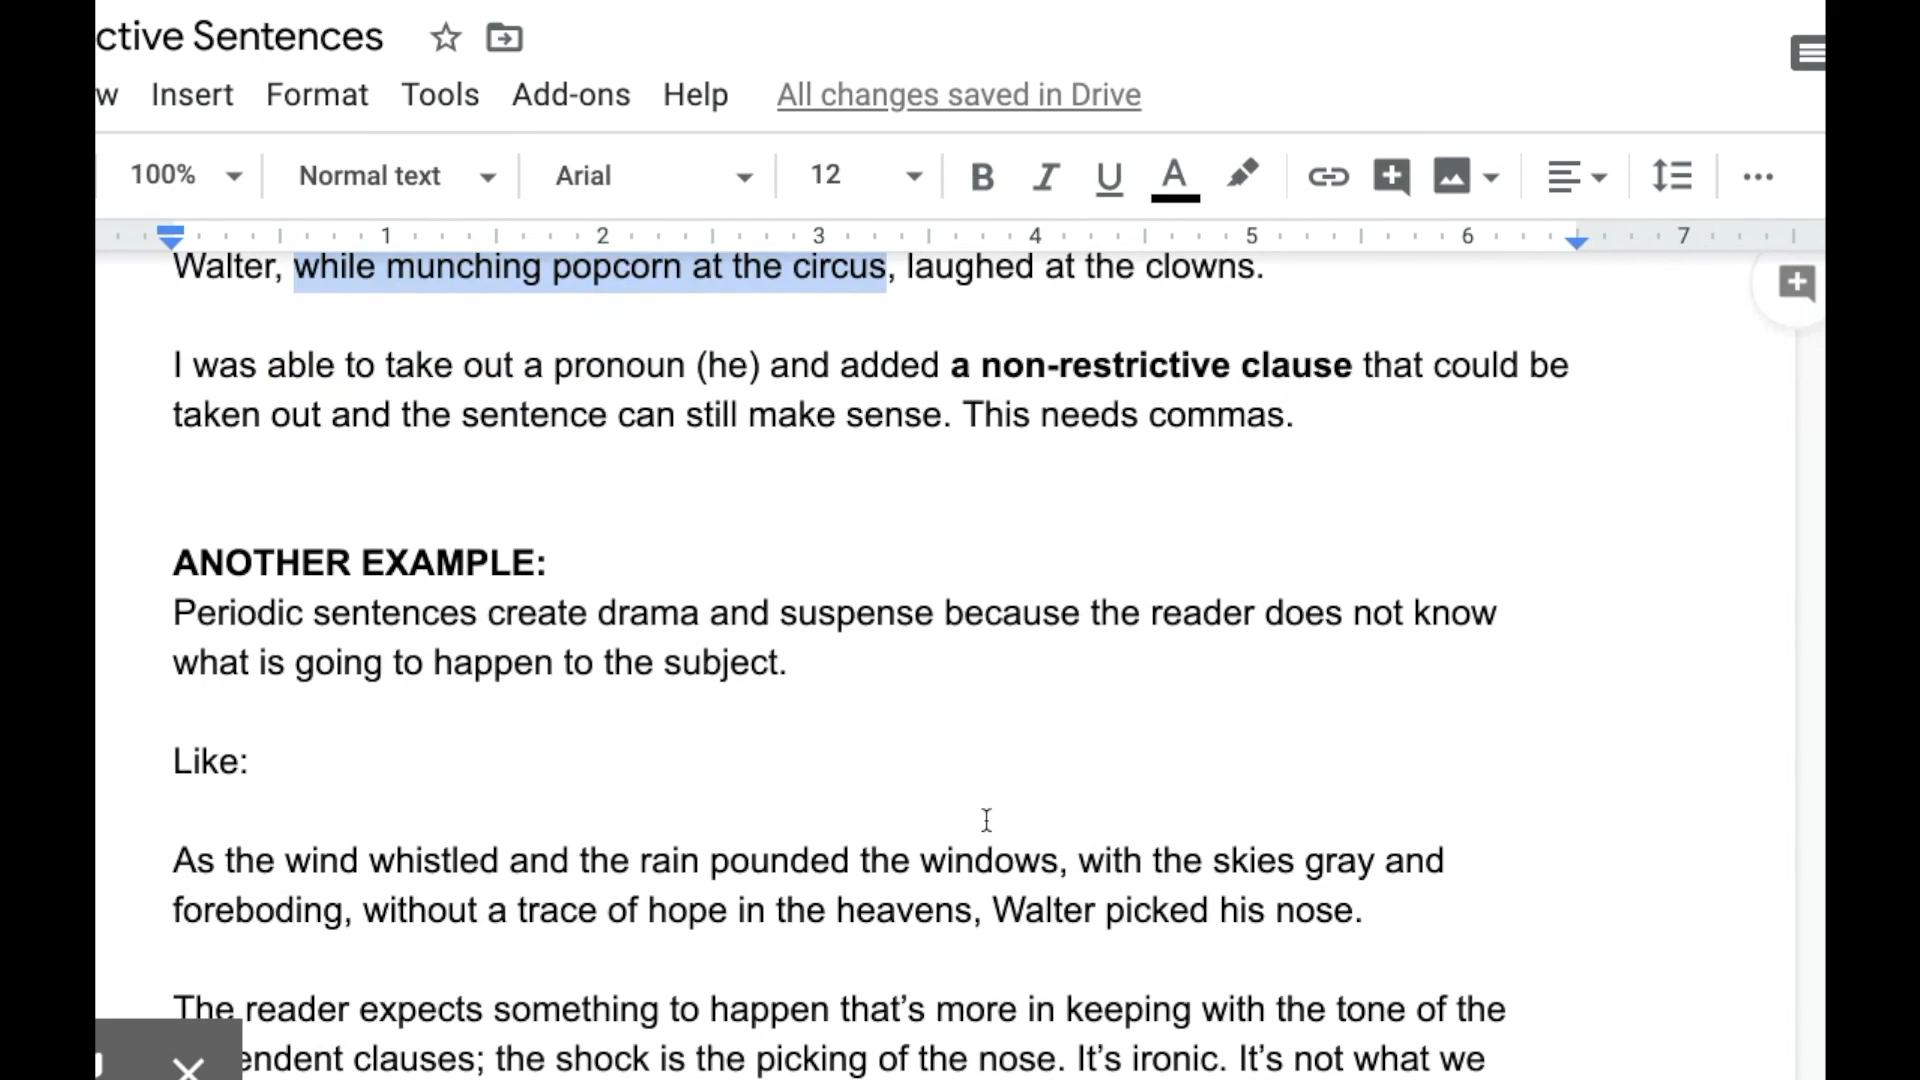 ctive Sentences
w Insert Format Tools Add-ons Help All changes saved in Drive
100% Normal text Arial 12 B I U A
1 2 3 4 5 6 7
Walter, while munching popcorn at the circus, laughed at the clowns.
I was able to take out a pronoun (he) and added a non-restrictive clause that could be
taken out and the sentence can still make sense. This needs commas.
ANOTHER EXAMPLE:
Periodic sentences create drama and suspense because the reader does not know
what is going to happen to the subject.
Like:
As the wind whistled and the rain pounded the windows, with the skies gray and
foreboding, without a trace of hope in the heavens, Walter picked his nose.
The reader expects something to happen that’s more in keeping with the tone of the
endent clauses; the shock is the picking of the nose. It’s ironic. It’s not what we